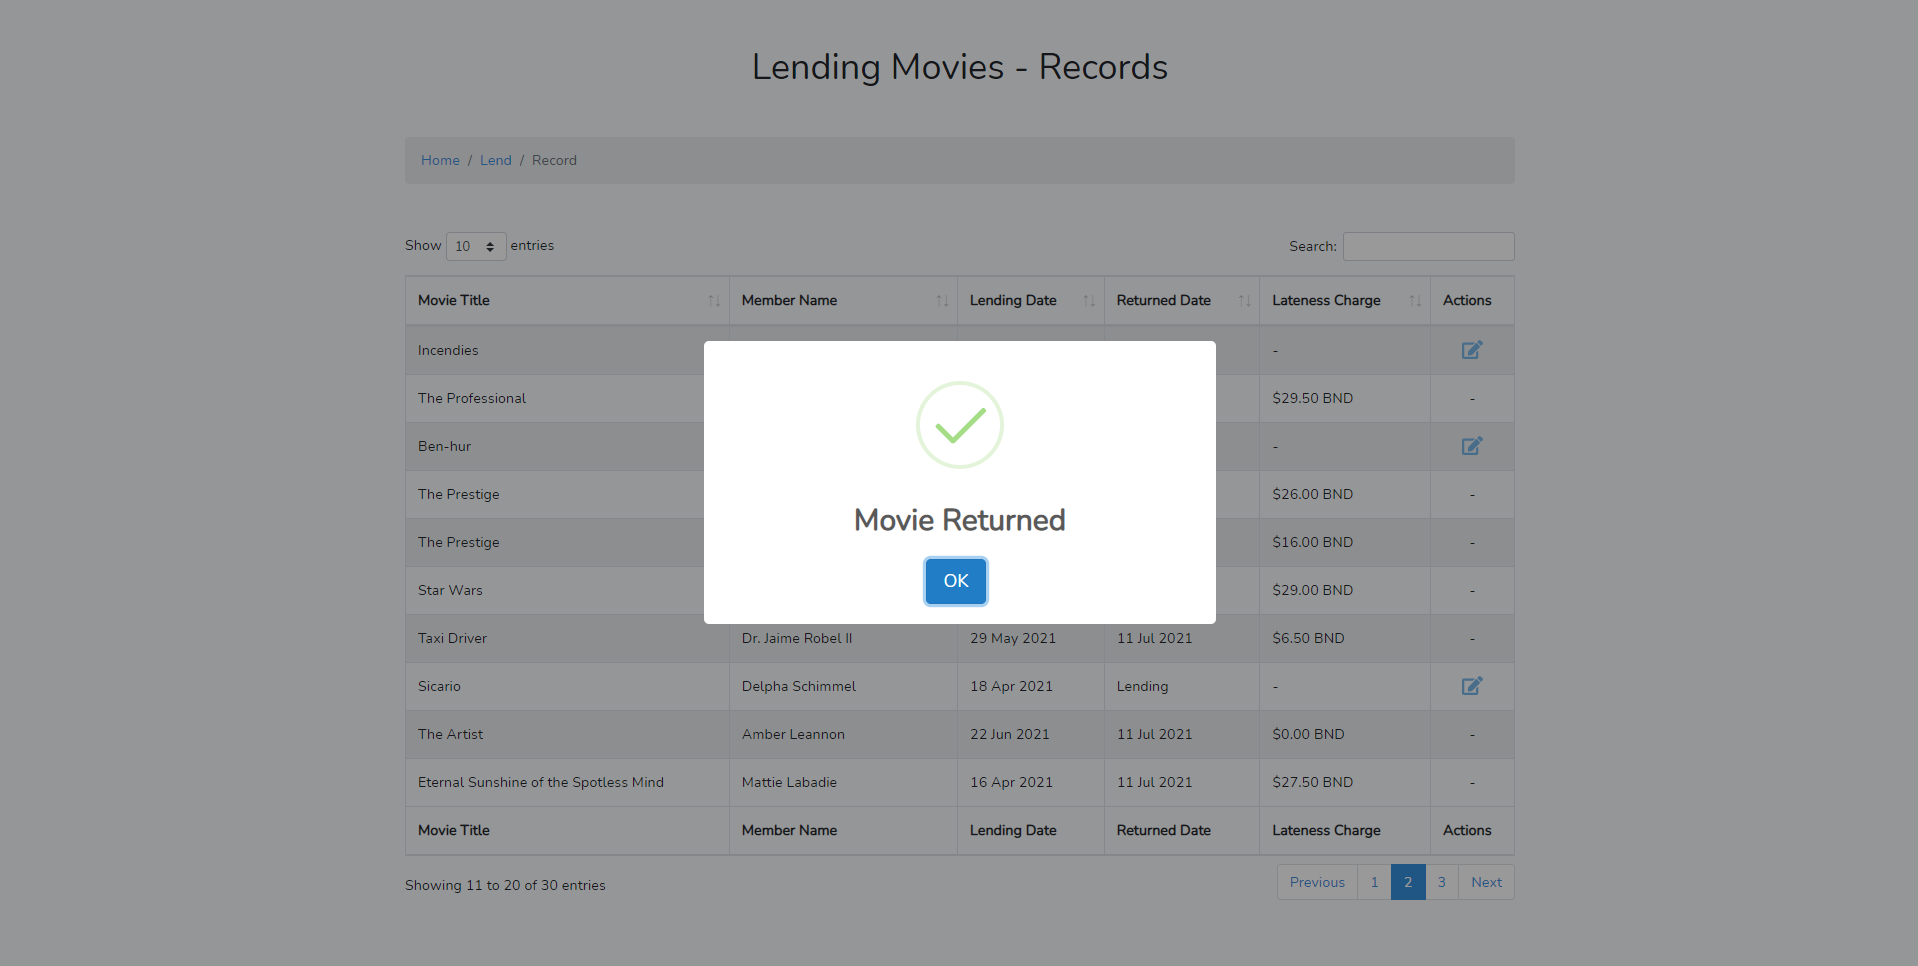 Lending Movies - Records
Home / Lend / Record
Show 10 entries
Search:
Movie Title Member Name Lending Date Returned Date Lateness Charge Actions
Incendies -
The Professional $29.50 BND -
Ben-hur -
The Prestige $26.00 BND -
The Prestige $16.00 BND -
Star Wars $29.00 BND -
Movie Returned
OK
Taxi Driver Dr. Jaime Robel II 29 May 2021 11 Jul 2021 $6.50 BND -
Sicario Delpha Schimmel 18 Apr 2021 Lending -
The Artist Amber Leannon 22 Jun 2021 11 Jul 2021 $0.00 BND -
Eternal Sunshine of the Spotless Mind Mattie Labadie 16 Apr 2021 11 Jul 2021 $27.50 BND -
Movie Title Member Name Lending Date Returned Date Lateness Charge Actions
Showing 11 to 20 of 30 entries
Previous 1 2 3 Next